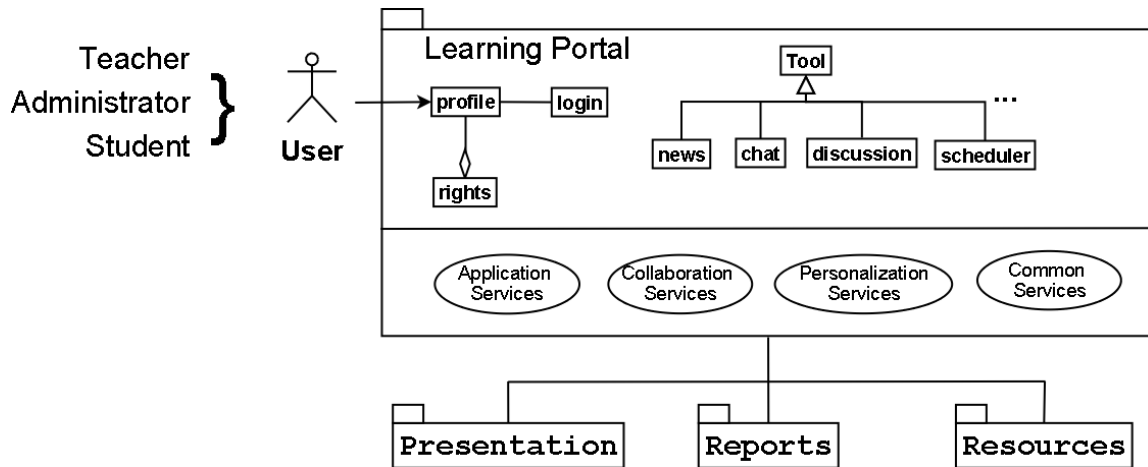 Teacher
Administrator
Student
}
User
Learning Portal
profile
login
rights
Tool
...
news
chat
discussion
scheduler
Application
Services
Collaboration
Services
Personalization
Services
Common
Services
Presentation
Reports
Resources